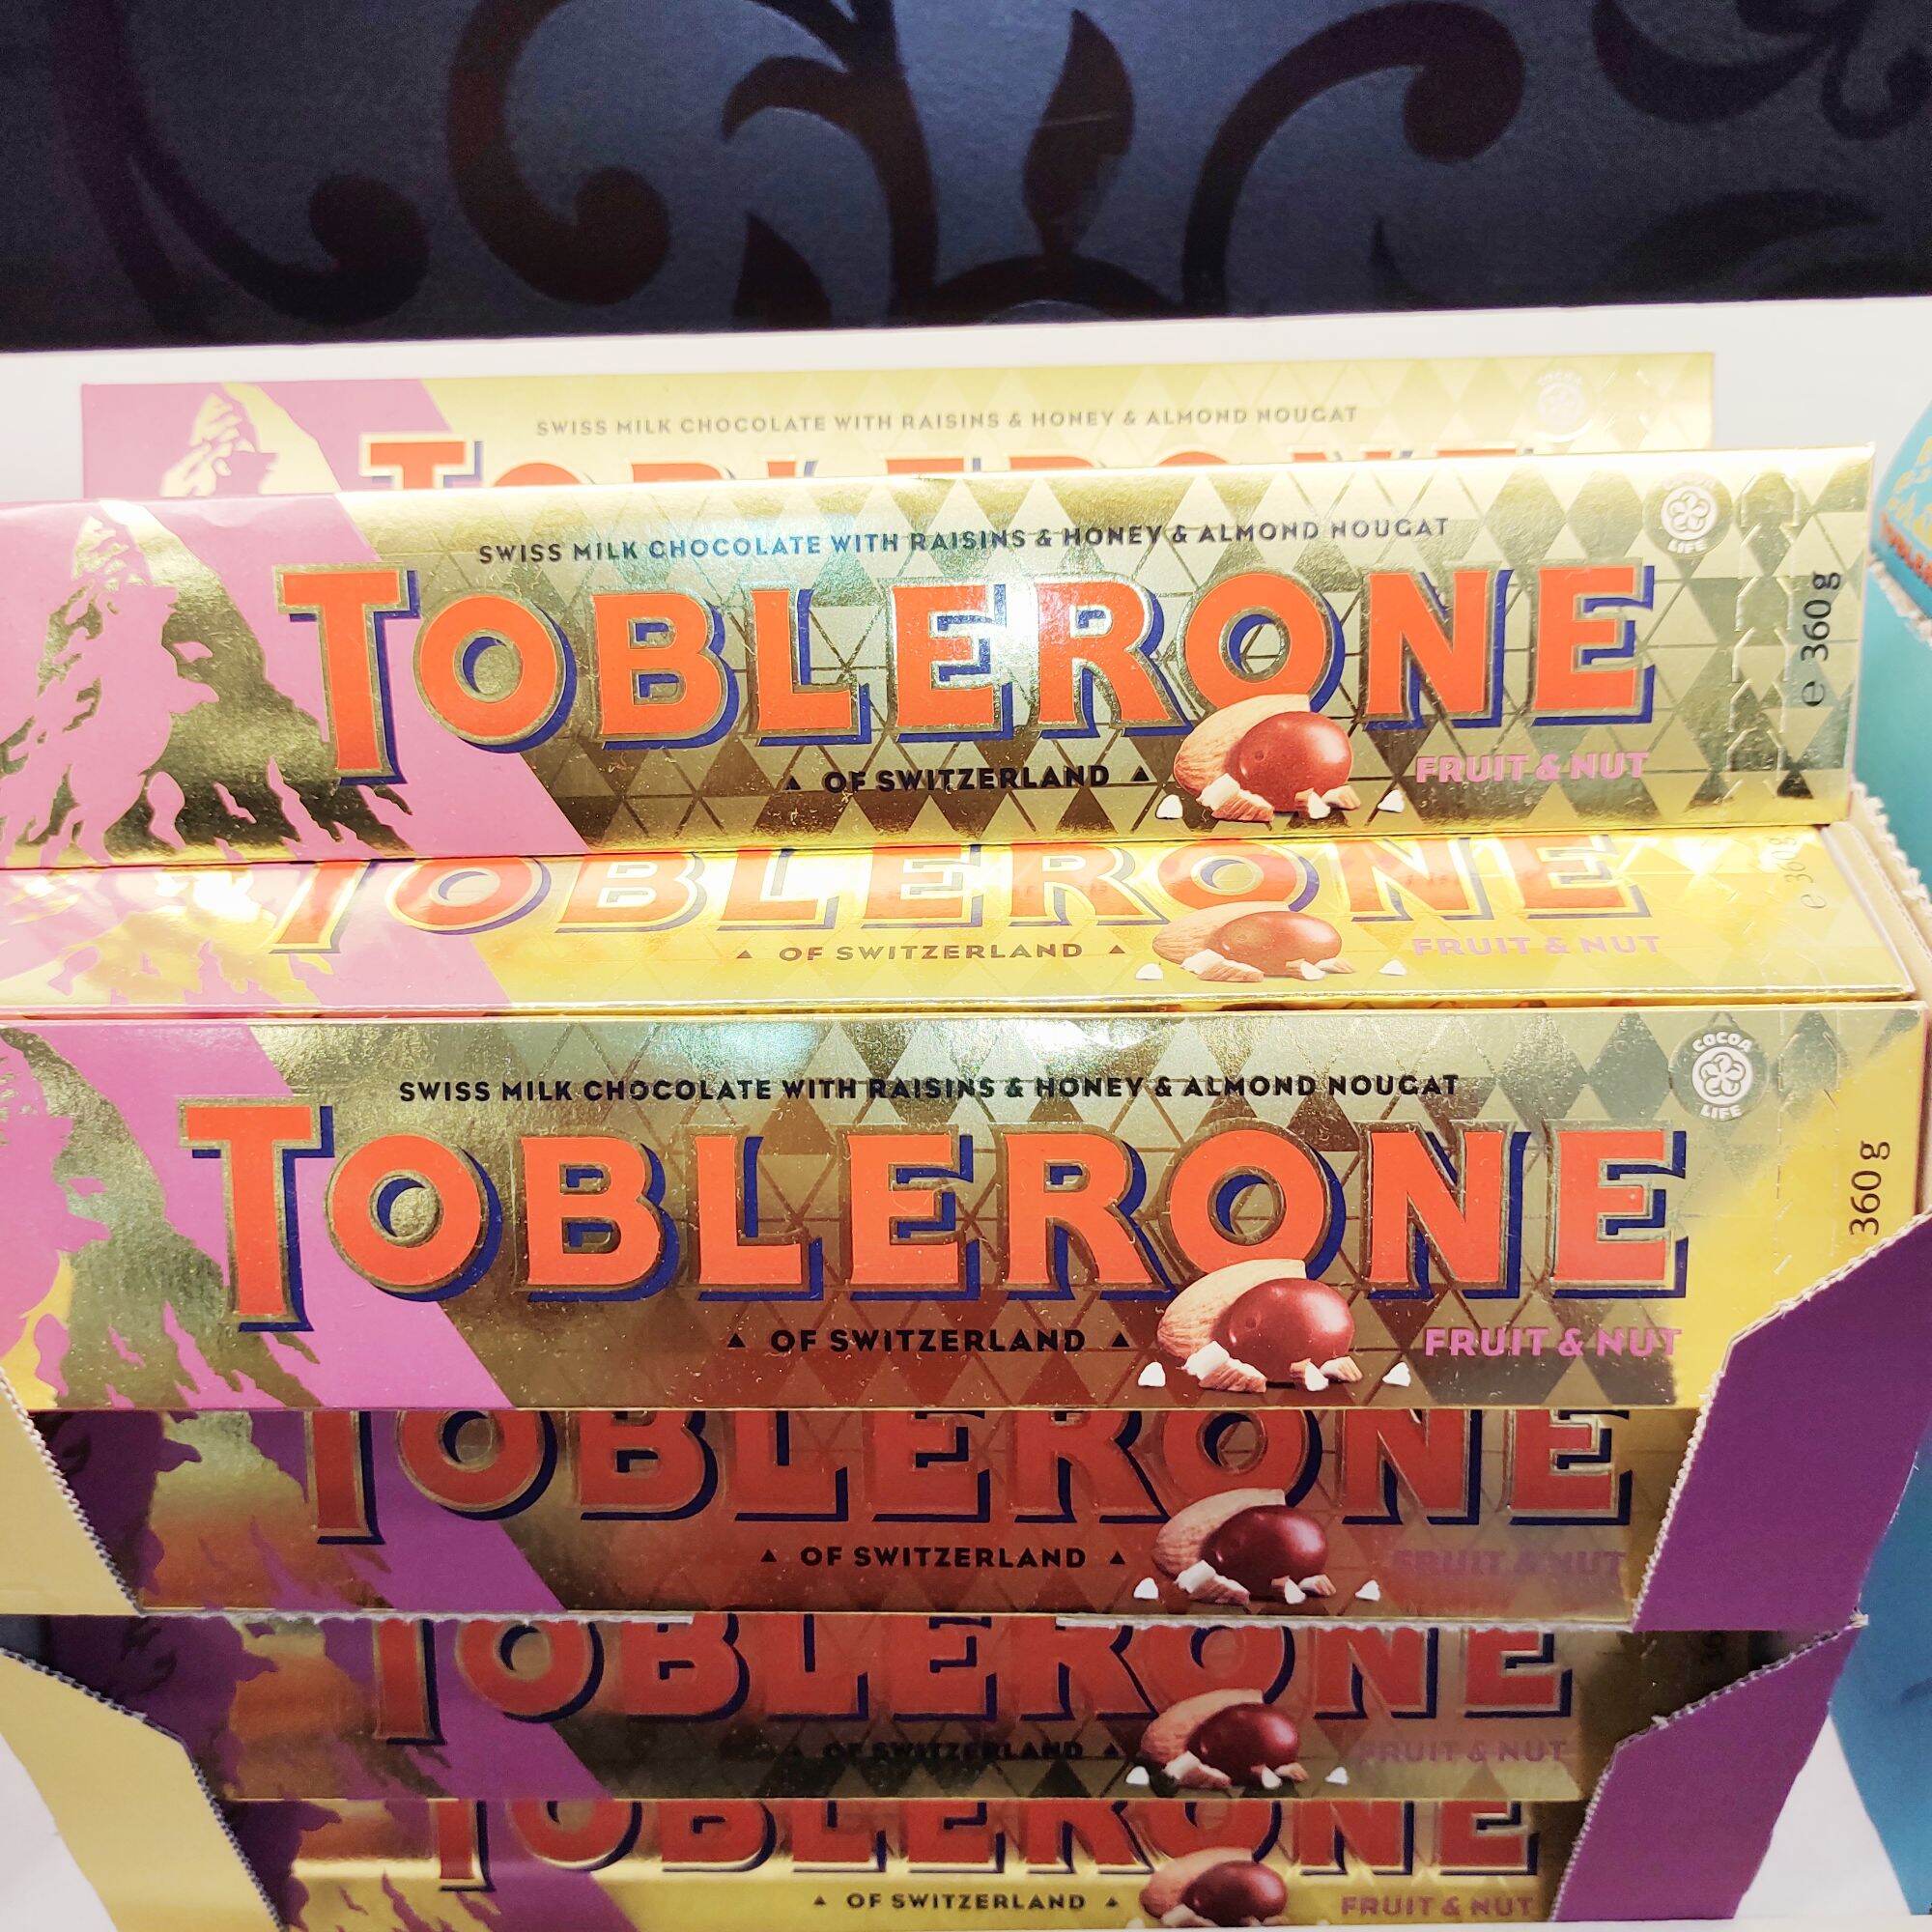 SWISS MILK CHOCOLATE WITH RAISINS & HONEY & ALMOND NOUGAT
TOBLERONE
SWISS MILK CHOCOLATE WITH RAISINS & HONEY & ALMOND NOUGAT
COCOA
LIFE
TOBLERONE
e 360 g
OF SWITZERLAND
FRUIT & NUT
TOBLERONE
e 360 g
OF SWITZERLAND
FRUIT & NUT
SWISS MILK CHOCOLATE WITH RAISINS & HONEY & ALMOND NOUGAT
COCOA
LIFE
TOBLERONE
360 g
OF SWITZERLAND
FRUIT & NUT
TOBLERONE
OF SWITZERLAND
FRUIT & NUT
TOBLERONE
OF SWITZERLAND
FRUIT & NUT
TOBLERONE
OF SWITZERLAND
FRUIT & NUT